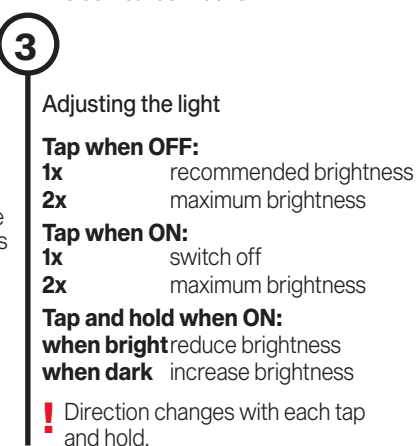 3
Adjusting the light
Tap when OFF:
1x recommended brightness
2x maximum brightness
Tap when ON:
1x switch off
2x maximum brightness
Tap and hold when ON:
when bright reduce brightness
when dark increase brightness
! Direction changes with each tap
and hold.